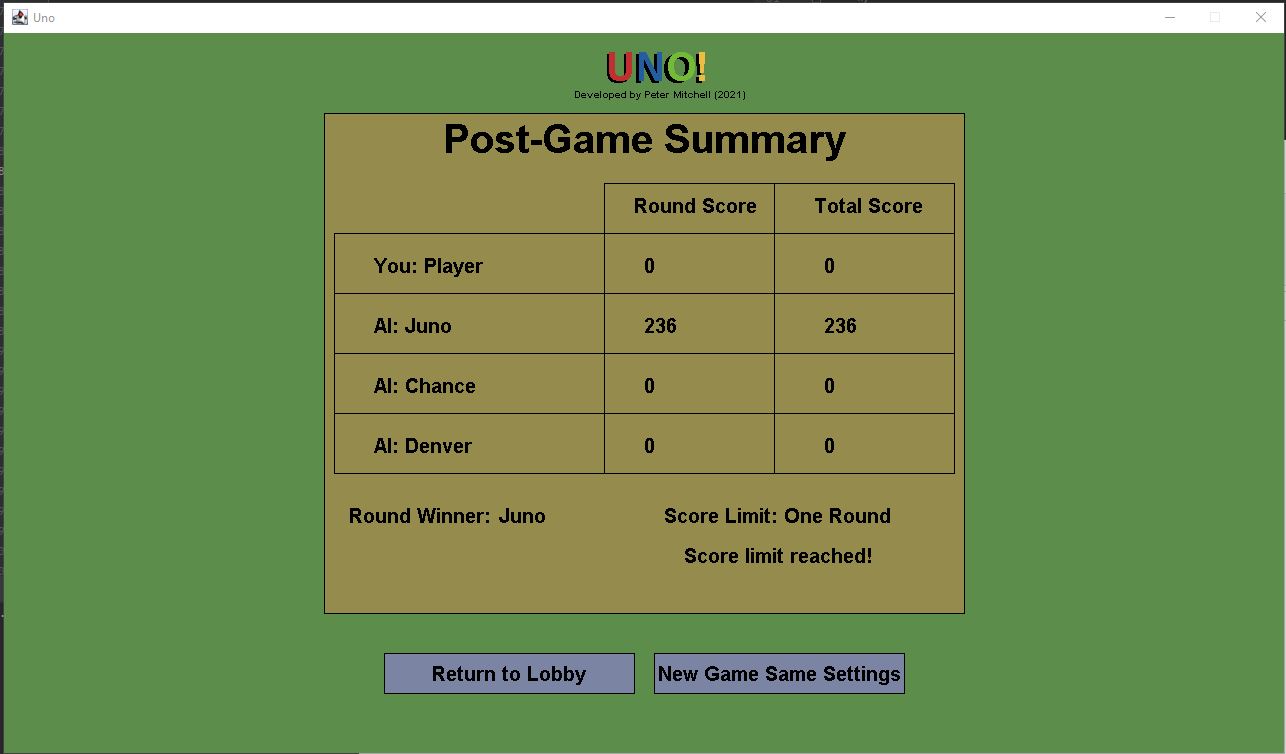 Uno
UNO!
Developed by Peter Mitchell (2021)
Post-Game Summary
Round Score Total Score
You: Player 0 0
AI: Juno 236 236
AI: Chance 0 0
AI: Denver 0 0
Round Winner: Juno Score Limit: One Round
Score limit reached!
Return to Lobby New Game Same Settings